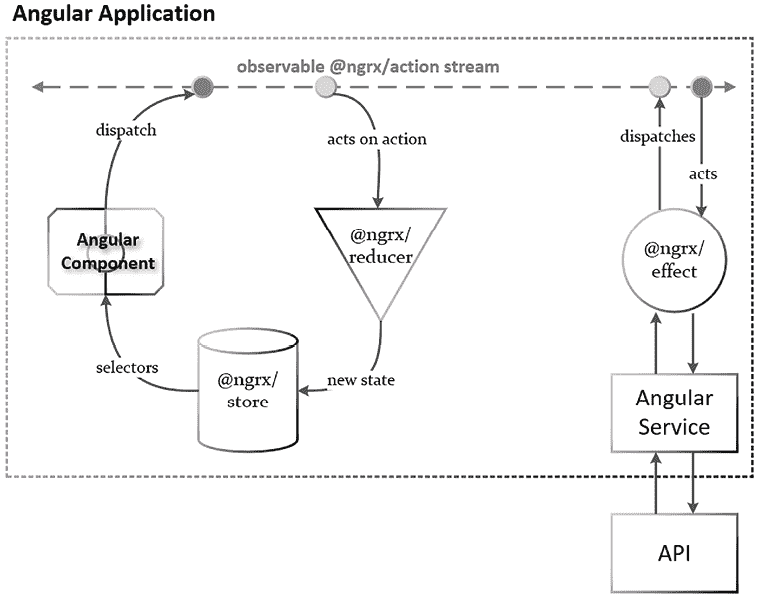 Angular Application
observable @ngrx/action stream
dispatch
acts on action
dispatches
acts
Angular
Component
@ngrx/
reducer
@ngrx/
effect
selectors
@ngrx/
store
new state
Angular
Service
API